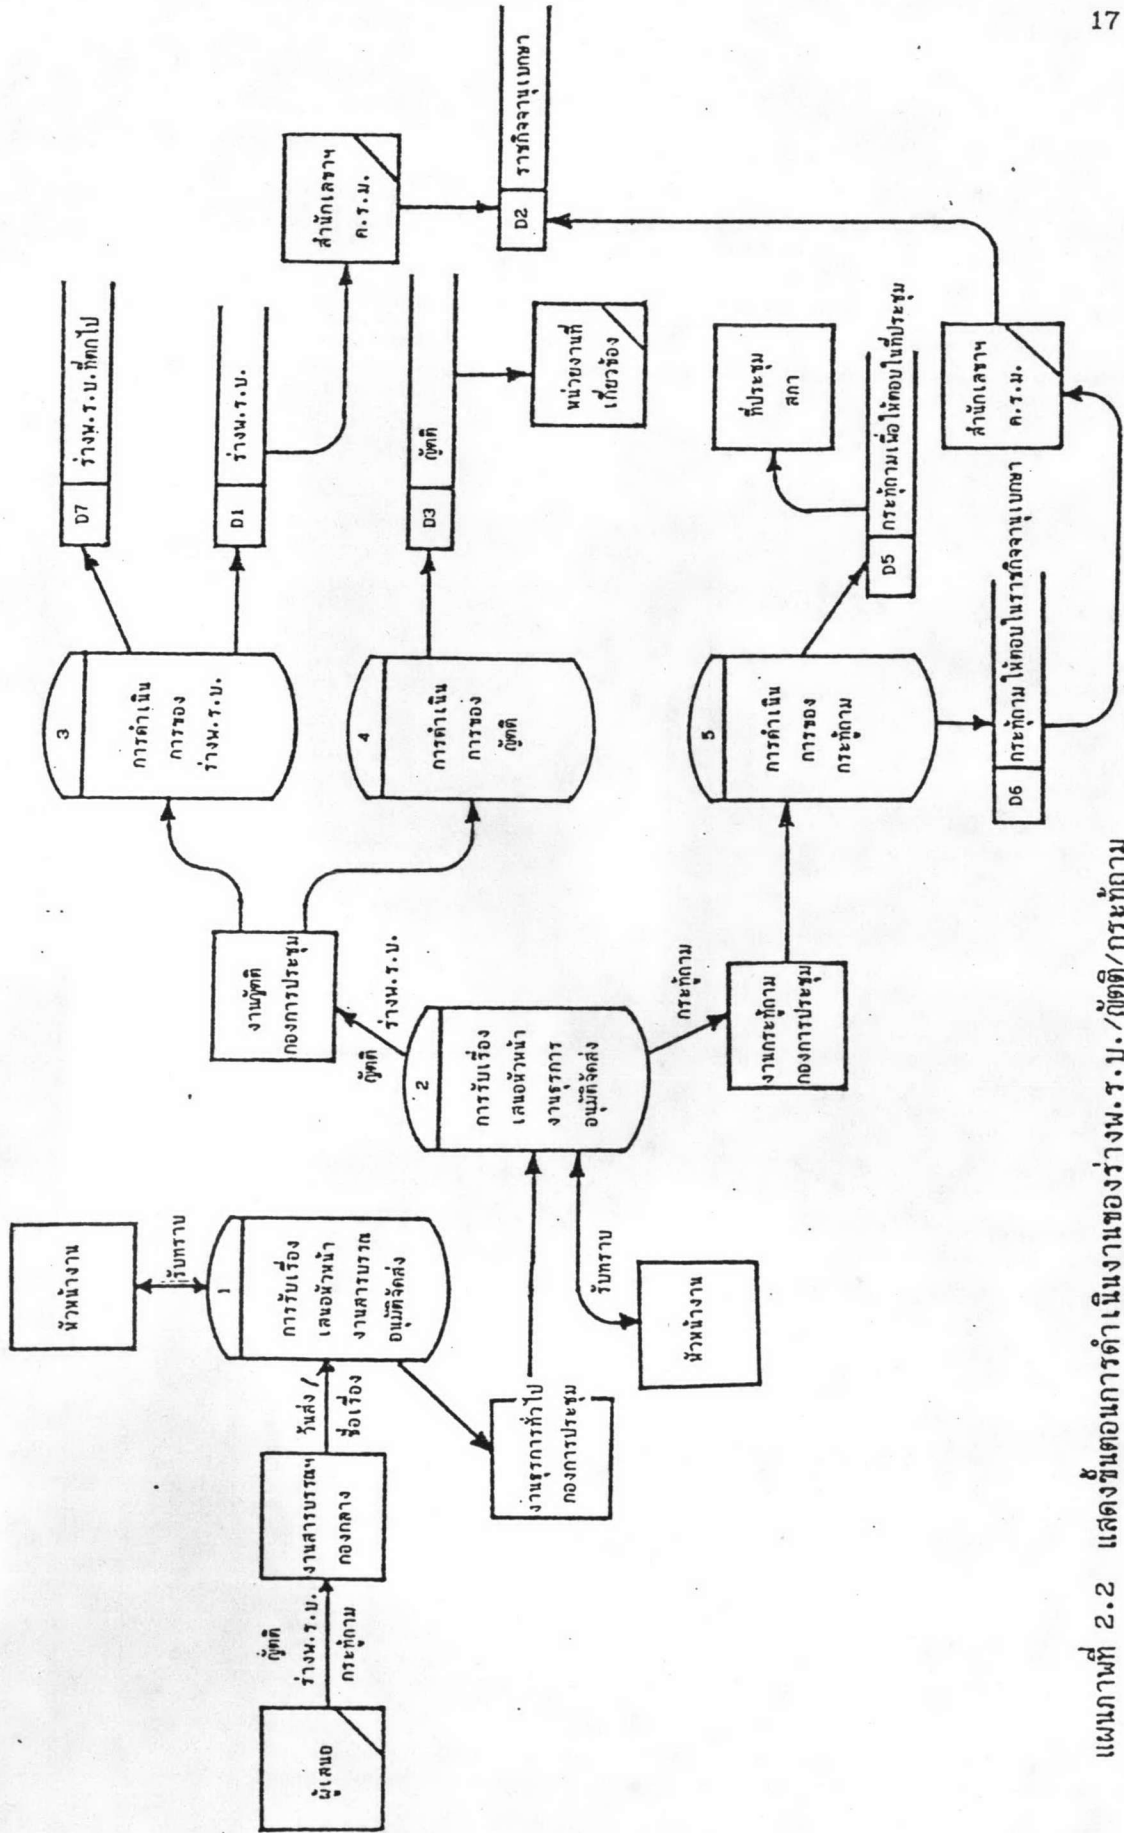 17
ผู้เสนอ
ญัตติ
ร่างพ.ร.บ.
กระทู้ถาม
งานสารบรรณฯ
กองกลาง
วันส่ง/
ชื่อเรื่อง
หัวหน้างาน
รับทราบ
1
การรับเรื่อง
เสนอหัวหน้า
งานสารบรรณ
อนุมัติจัดส่ง
งานธุรการทั่วไป
กองการประชุม
หัวหน้างาน
รับทราบ
2
การรับเรื่อง
เสนอหัวหน้า
งานธุรการ
อนุมัติจัดส่ง
ญัตติ
ร่างพ.ร.บ.
กระทู้ถาม
งานญัตติ
กองการประชุม
งานกระทู้ถาม
กองการประชุม
3
การดำเนิน
การของ
ร่างพ.ร.บ.
4
การดำเนิน
การของ
ญัตติ
5
การดำเนิน
การของ
กระทู้ถาม
D7 ร่างพ.ร.บ.ที่ตกไป
D1 ร่างพ.ร.บ.
D3 ญัตติ
D5 กระทู้ถามเพื่อให้ตอบในที่ประชุม
D6 กระทู้ถามให้ตอบในราชกิจจานุเบกษา
สำนักเลขาฯ
ค.ร.ม.
หน่วยงานที่
เกี่ยวข้อง
ที่ประชุม
สภา
สำนักเลขาฯ
ค.ร.ม.
D2 ราชกิจจานุเบกษา
แผนภาพที่ 2.2 แสดงขั้นตอนการดำเนินงานของร่างพ.ร.บ./ญัตติ/กระทู้ถาม